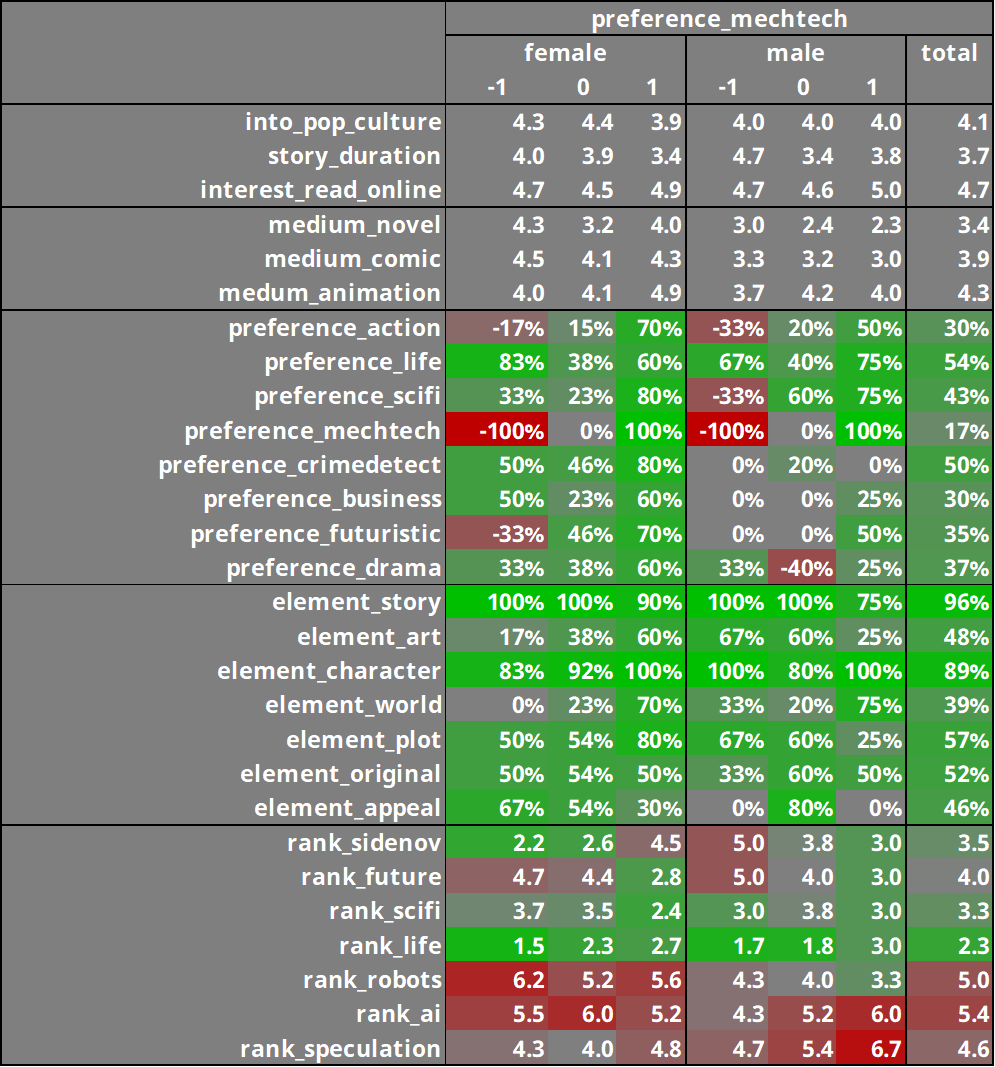 preference_mechtech
female male total
-1 0 1 -1 0 1
into_pop_culture 4.3 4.4 3.9 4.0 4.0 4.0 4.1
story_duration 4.0 3.9 3.4 4.7 3.4 3.8 3.7
interest_read_online 4.7 4.5 4.9 4.7 4.6 5.0 4.7
medium_novel 4.3 3.2 4.0 3.0 2.4 2.3 3.4
medium_comic 4.5 4.1 4.3 3.3 3.2 3.0 3.9
medum_animation 4.0 4.1 4.9 3.7 4.2 4.0 4.3
preference_action -17% 15% 70% -33% 20% 50% 30%
preference_life 83% 38% 60% 67% 40% 75% 54%
preference_scifi 33% 23% 80% -33% 60% 75% 43%
preference_mechtech -100% 0% 100% -100% 0% 100% 17%
preference_crimedetect 50% 46% 80% 0% 20% 0% 50%
preference_business 50% 23% 60% 0% 0% 25% 30%
preference_futuristic -33% 46% 70% 0% 0% 50% 35%
preference_drama 33% 38% 60% 33% -40% 25% 37%
element_story 100% 100% 90% 100% 100% 75% 96%
element_art 17% 38% 60% 67% 60% 25% 48%
element_character 83% 92% 100% 100% 80% 100% 89%
element_world 0% 23% 70% 33% 20% 75% 39%
element_plot 50% 54% 80% 67% 60% 25% 57%
element_original 50% 54% 50% 33% 60% 50% 52%
element_appeal 67% 54% 30% 0% 80% 0% 46%
rank_sidenov 2.2 2.6 4.5 5.0 3.8 3.0 3.5
rank_future 4.7 4.4 2.8 5.0 4.0 3.0 4.0
rank_scifi 3.7 3.5 2.4 3.0 3.8 3.0 3.3
rank_life 1.5 2.3 2.7 1.7 1.8 3.0 2.3
rank_robots 6.2 5.2 5.6 4.3 4.0 3.3 5.0
rank_ai 5.5 6.0 5.2 4.3 5.2 6.0 5.4
rank_speculation 4.3 4.0 4.8 4.7 5.4 6.7 4.6